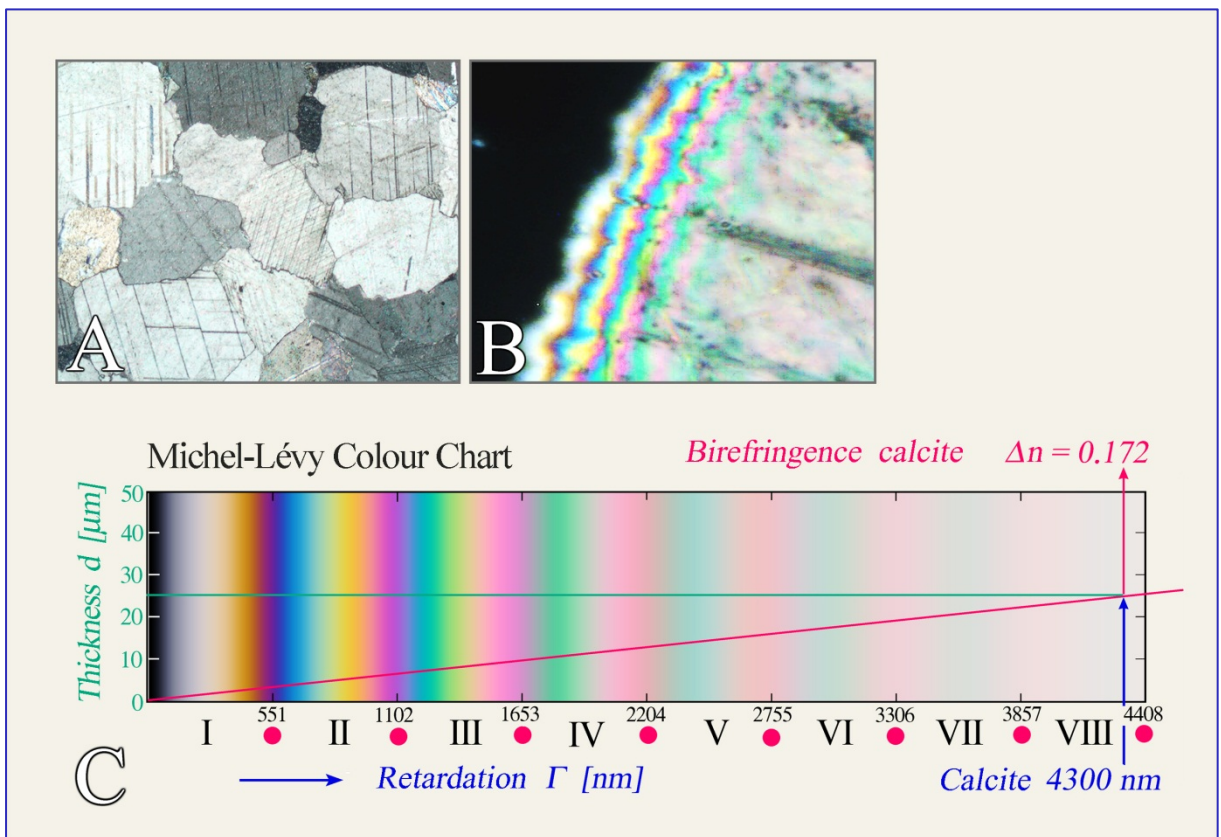 A
B
Michel-Lévy Colour Chart
Birefringence calcite Δn = 0.172
Thickness d [μm]
50
40
30
20
10
0
551 1102 1653 2204 2755 3306 3857 4408
I II III IV V VI VII VIII
C
Retardation Γ [nm]
Calcite 4300 nm